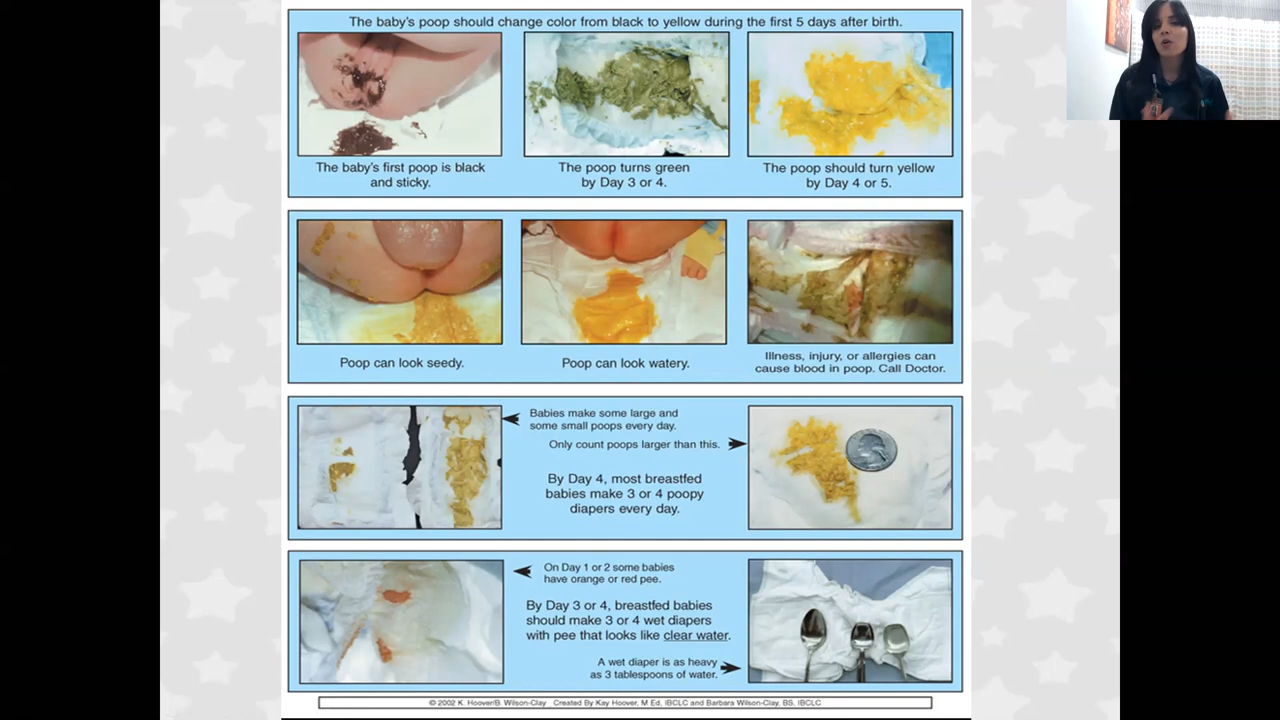 The baby's poop should change color from black to yellow during the first 5 days after birth.
The baby's first poop is black
and sticky.
The poop turns green
by Day 3 or 4.
The poop should turn yellow
by Day 4 or 5.
Poop can look seedy.
Poop can look watery.
Illness, injury, or allergies can
cause blood in poop. Call Doctor.
Babies make some large and
some small poops every day.
Only count poops larger than this.
By Day 4, most breastfed
babies make 3 or 4 poopy
diapers every day.
On Day 1 or 2 some babies
have orange or red pee.
By Day 3 or 4, breastfed babies
should make 3 or 4 wet diapers
with pee that looks like clear water.
A wet diaper is as heavy
as 3 tablespoons of water.
© 2002 K. Hoover/B. Wilson-Clay Created By Kay Hoover, M Ed, IBCLC and Barbara Wilson-Clay, BS, IBCLC